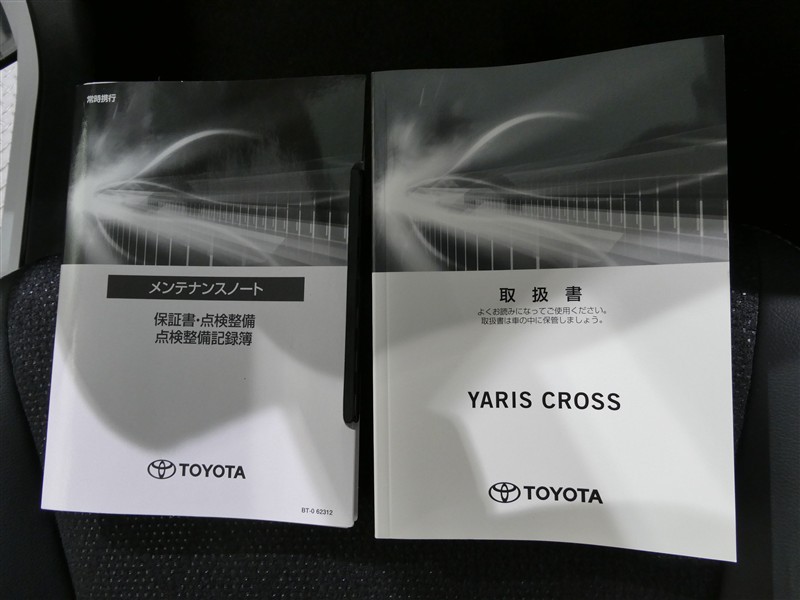 常時携行
メンテナンスノート
保証書・点検整備
点検整備記録簿
TOYOTA
BT-0 62312
取扱書
よくお読みになってご使用ください。
取扱書は車の中に保管しましょう。
YARIS CROSS
TOYOTA